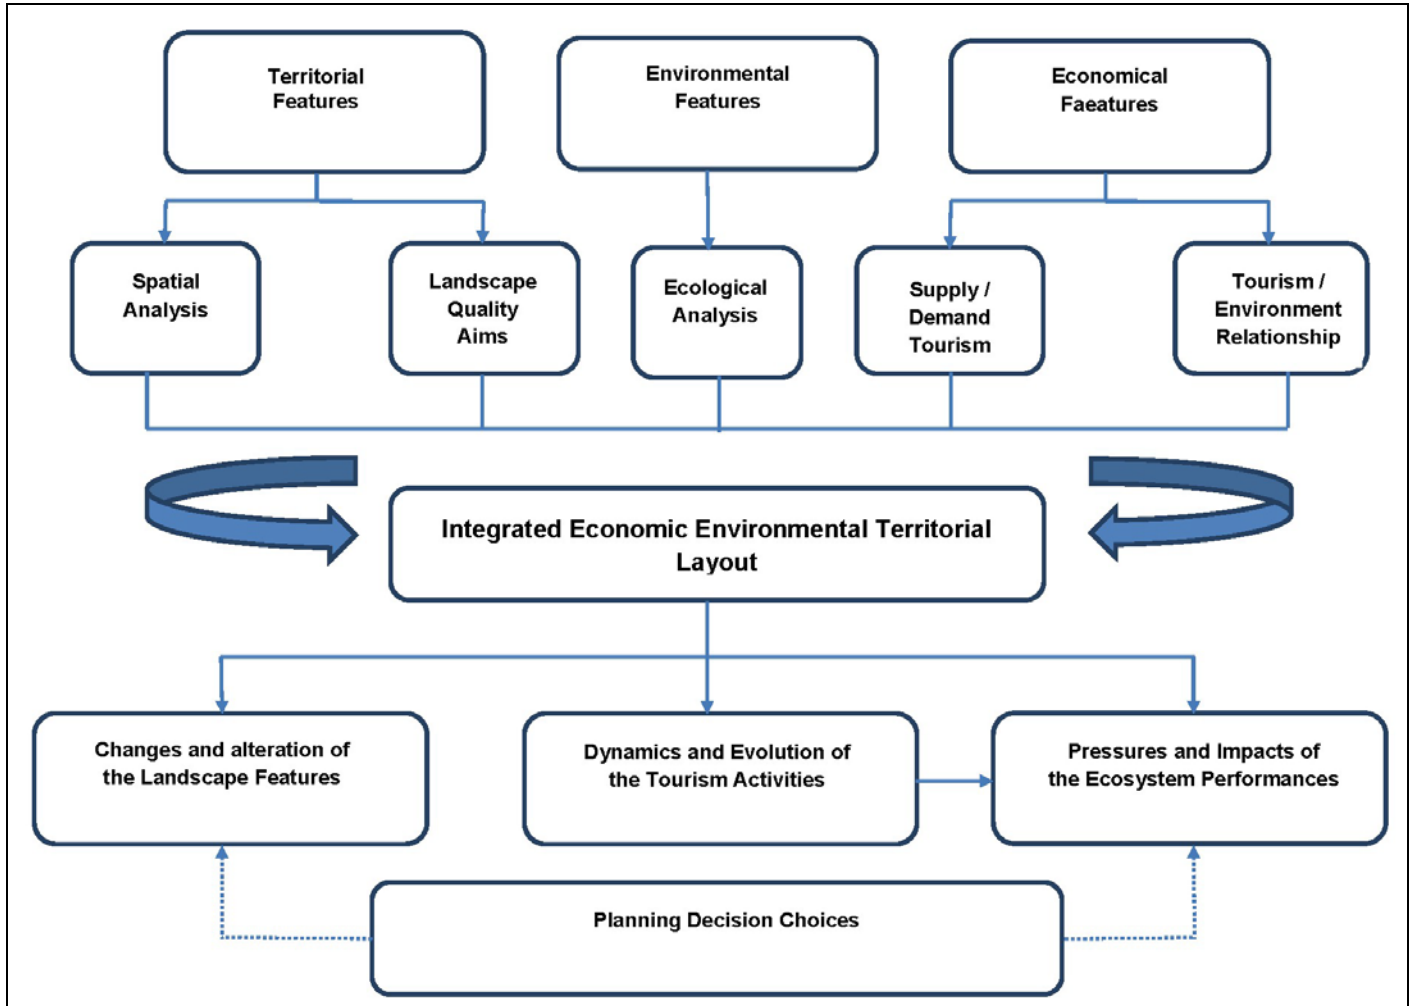 Territorial
Features
Environmental
Features
Economical
Faeatures
Spatial
Analysis
Landscape
Quality
Aims
Ecological
Analysis
Supply /
Demand
Tourism
Tourism /
Environment
Relationship
Integrated Economic Environmental Territorial
Layout
Changes and alteration of
the Landscape Features
Dynamics and Evolution of
the Tourism Activities
Pressures and Impacts of
the Ecosystem Performances
Planning Decision Choices